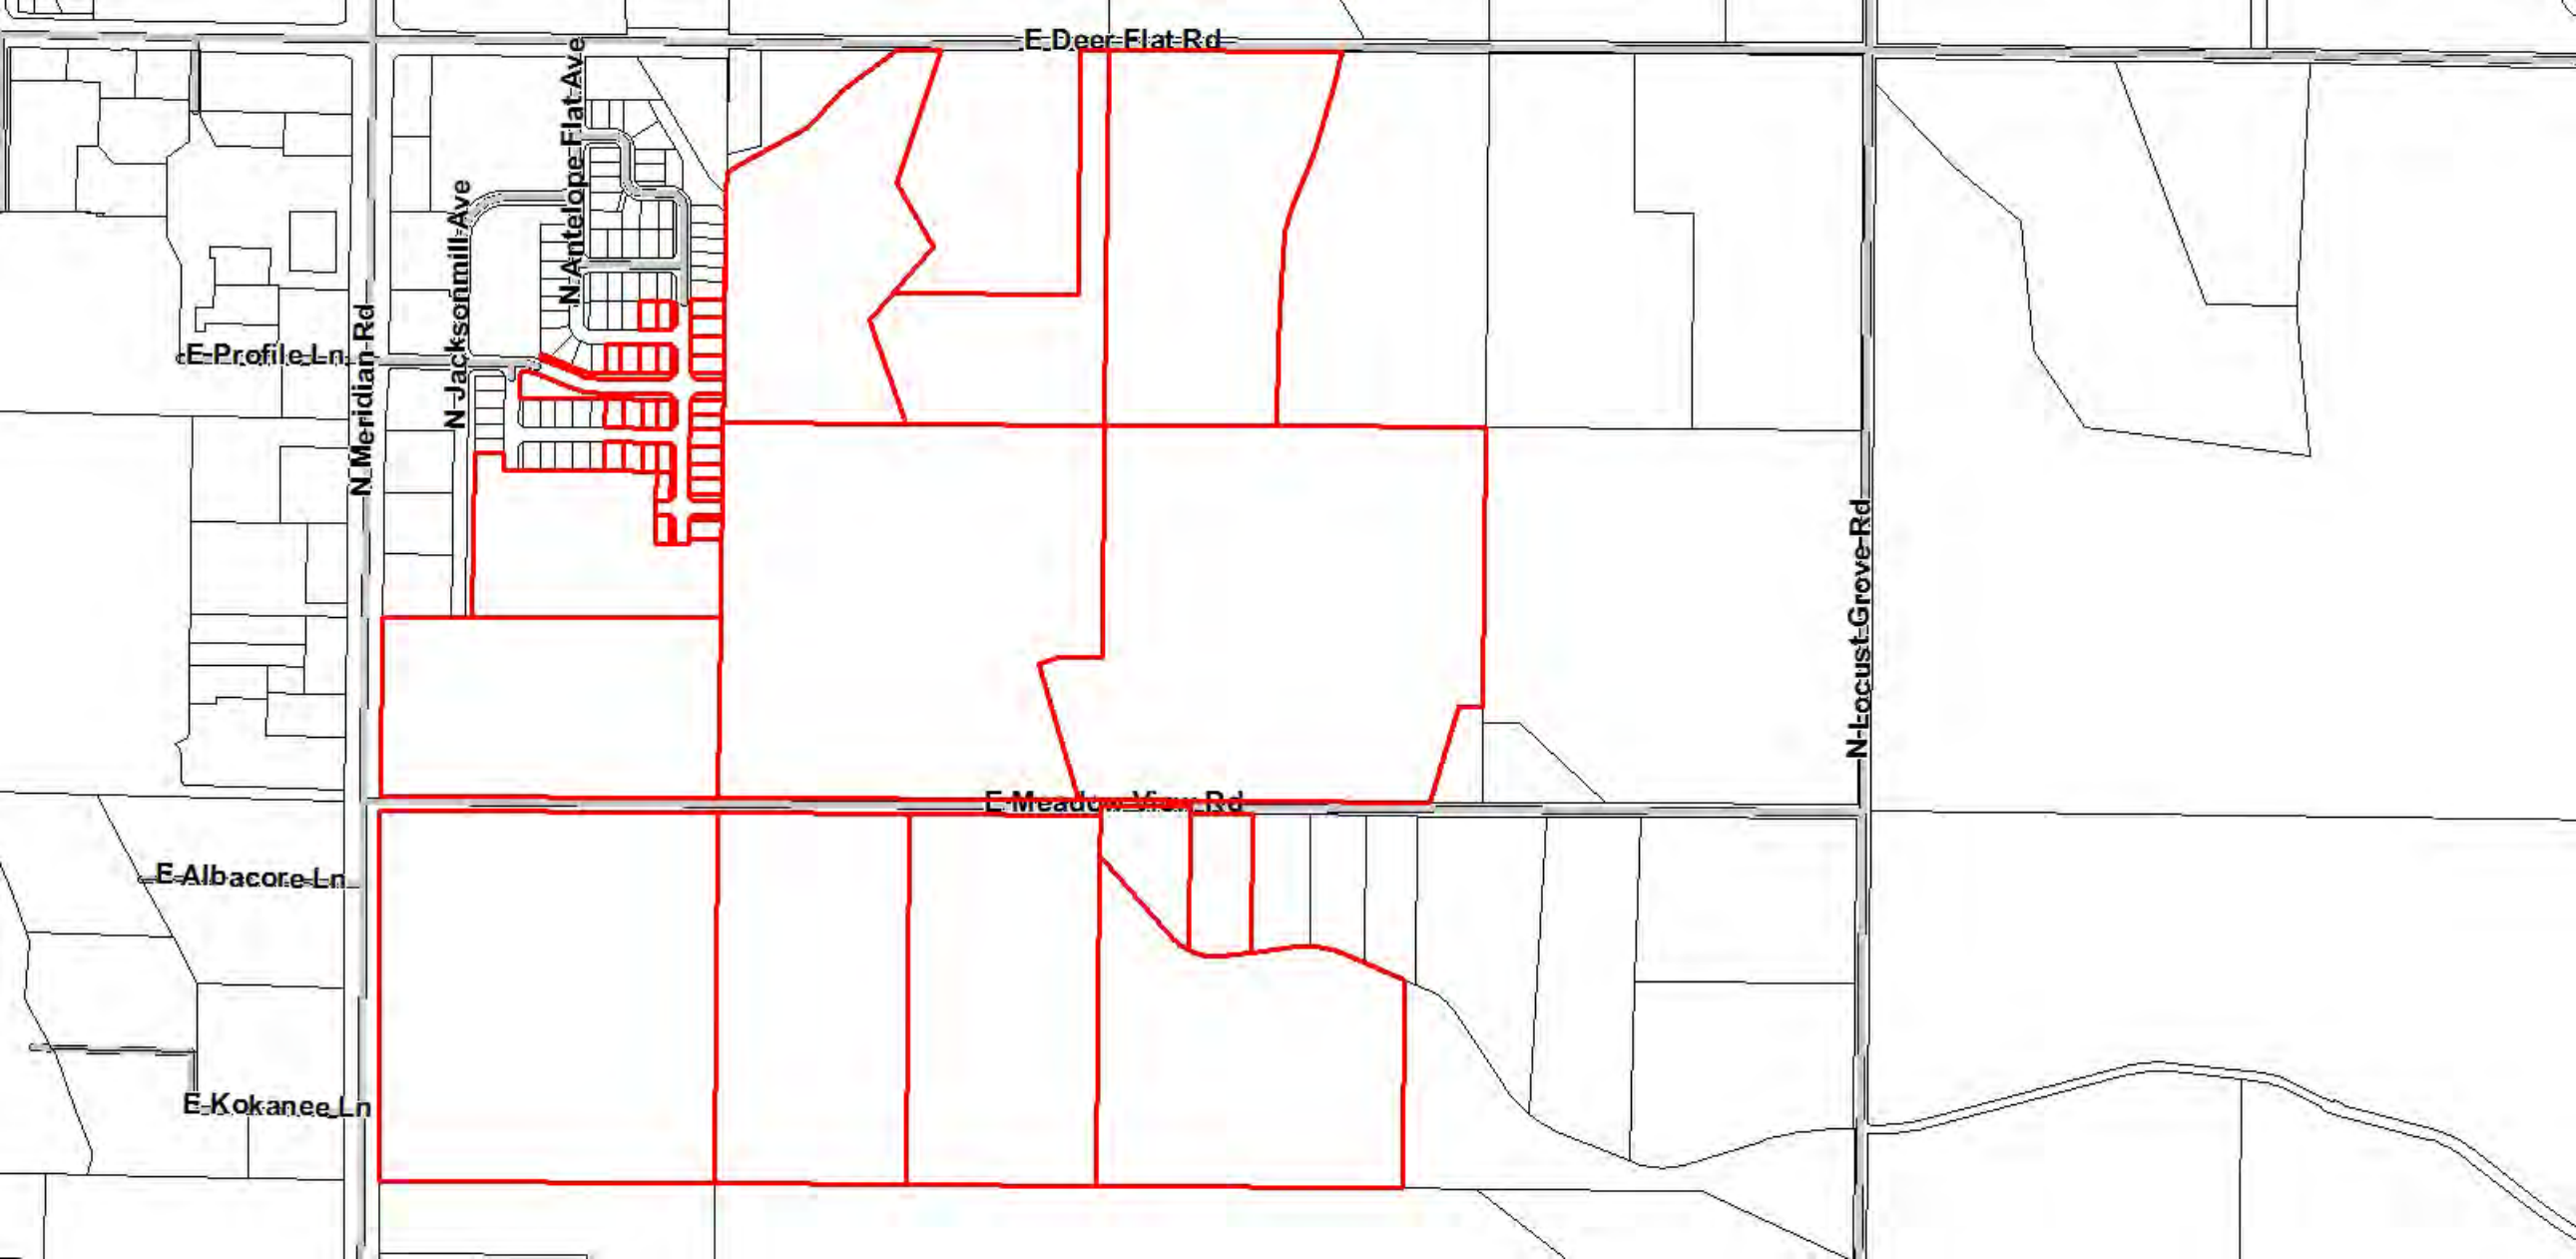 E Deer Flat Rd
N Antelope Flat Ave
N Jacksonmill Ave
N Meridian Rd
E Profile Ln
N Locust Grove Rd
E Meadow View Rd
E Albacore Ln
E Kokanee Ln